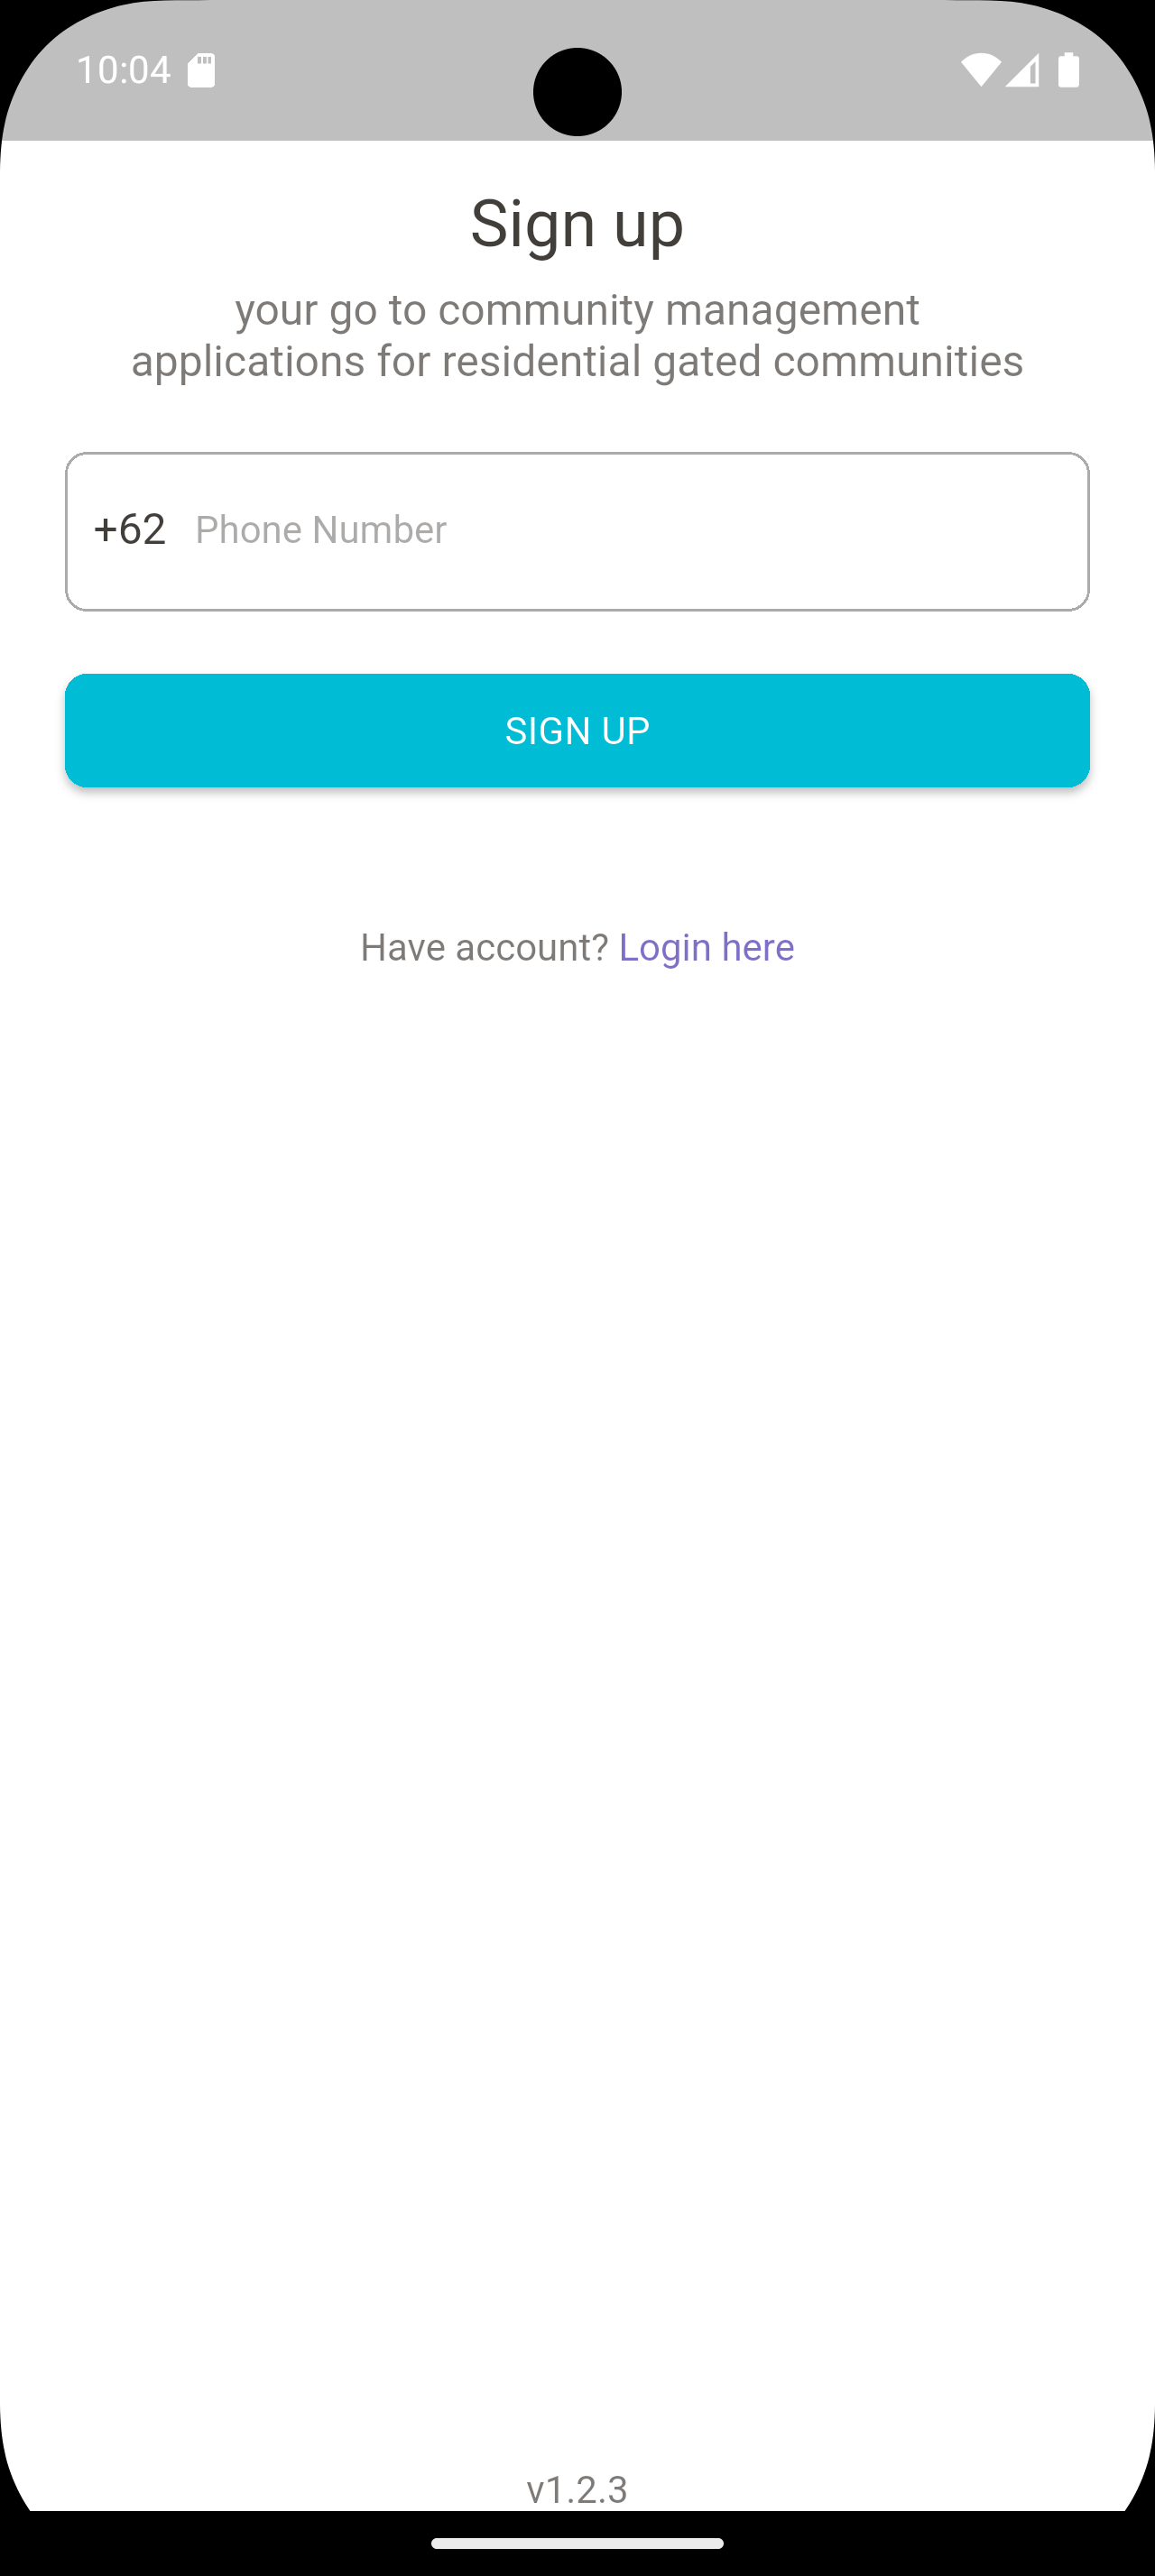 10:04
Sign up
your go to community management
applications for residential gated communities
+62 Phone Number
SIGN UP
Have account? Login here
v1.2.3